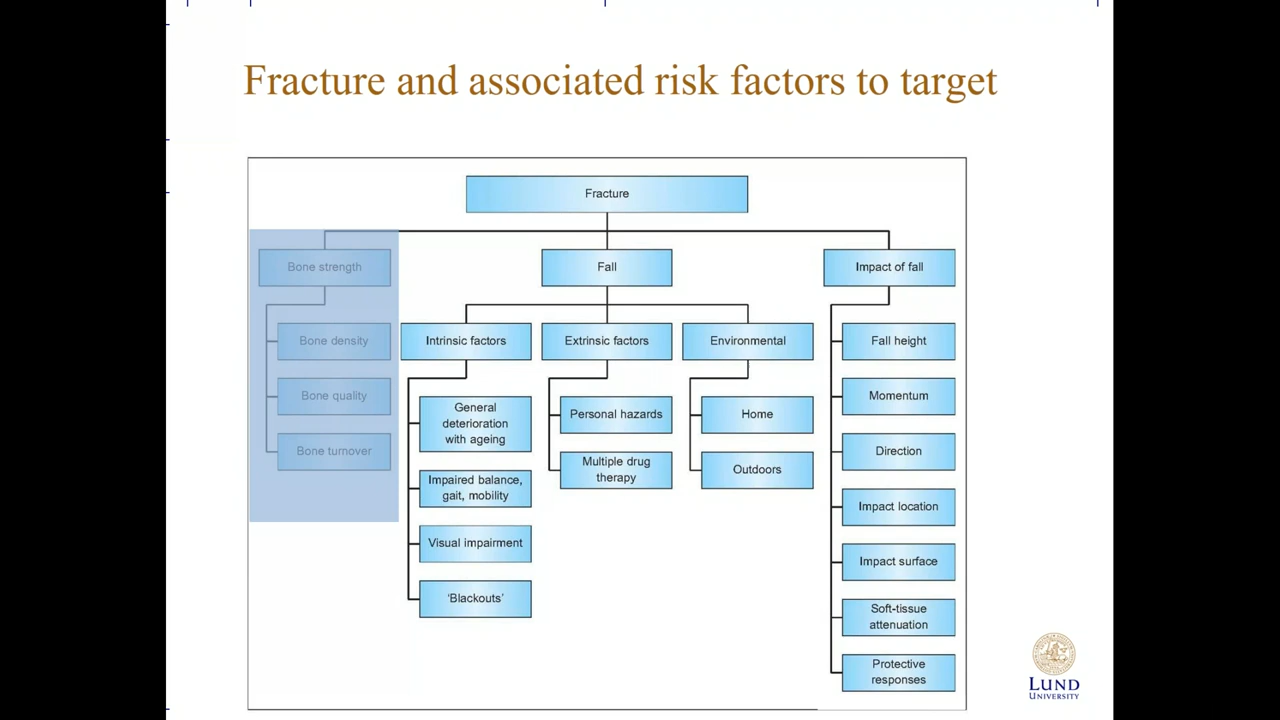 Fracture and associated risk factors to target
Fracture
Bone strength
Fall
Impact of fall
Bone density
Intrinsic factors
Extrinsic factors
Environmental
Fall height
Bone quality
General
deterioration
with ageing
Personal hazards
Home
Momentum
Bone turnover
Impaired balance,
gait, mobility
Multiple drug
therapy
Outdoors
Direction
Visual impairment
Impact location
‘Blackouts’
Impact surface
Soft-tissue
attenuation
Protective
responses
LUND
UNIVERSITY